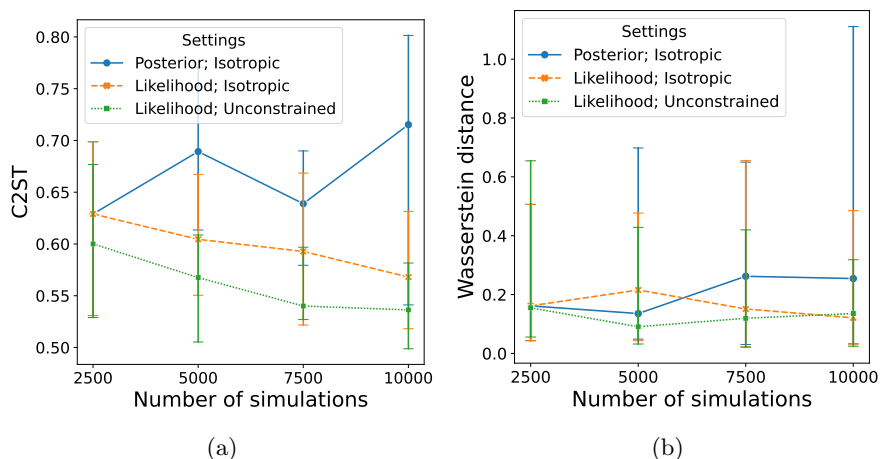 0.80
0.75
0.70
0.65
0.60
0.55
0.50
C2ST
Settings
Posterior; Isotropic
Likelihood; Isotropic
Likelihood; Unconstrained
2500 5000 7500 10000
Number of simulations
(a)
1.0
0.8
0.6
0.4
0.2
0.0
Wasserstein distance
Settings
Posterior; Isotropic
Likelihood; Isotropic
Likelihood; Unconstrained
2500 5000 7500 10000
Number of simulations
(b)